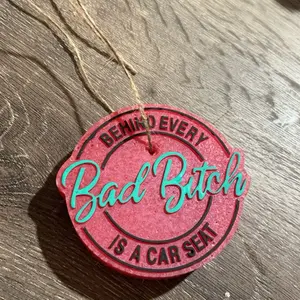 BEHIND EVERY
Bad Bitch
IS A CAR SEAT